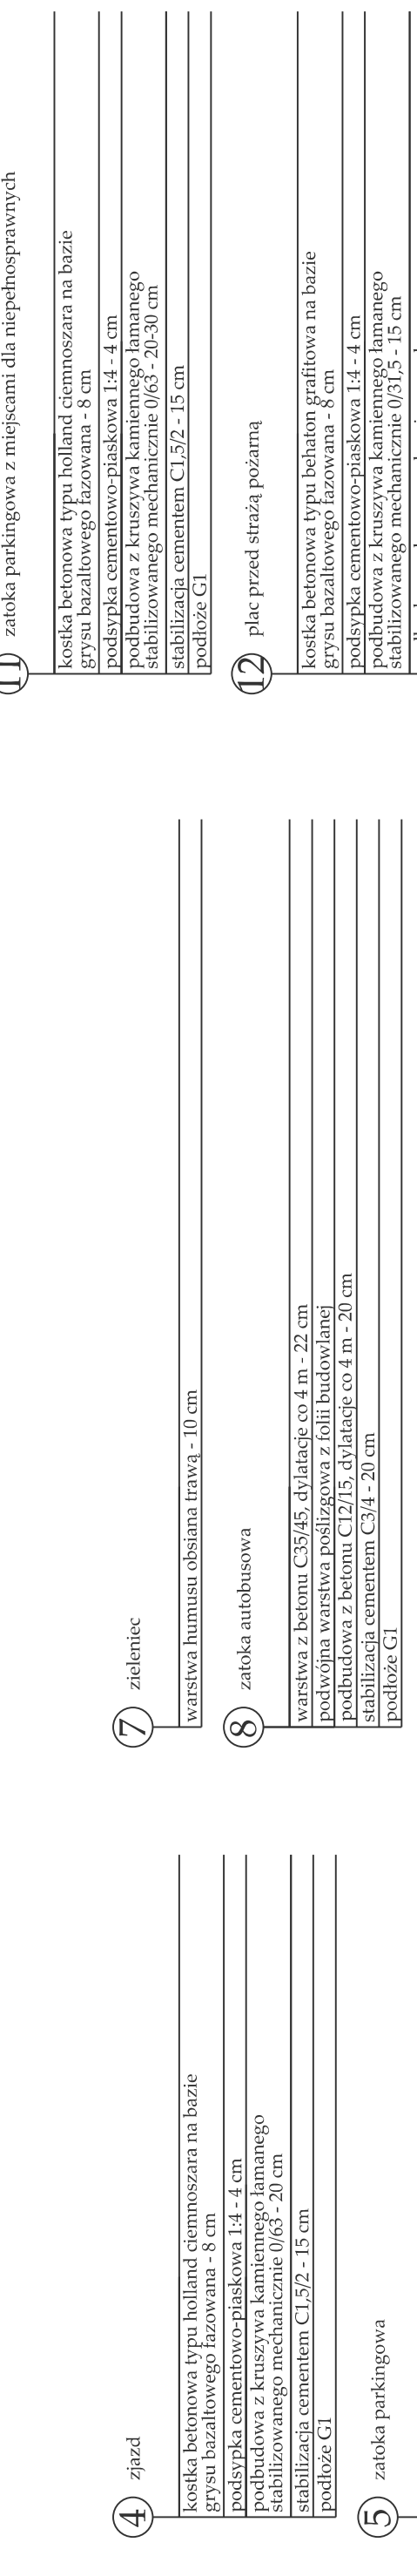 4 zjazd
kostka betonowa typu holland ciemnoszara na bazie
grysu bazaltowego fazowana - 8 cm
podsypka cementowo-piaskowa 1:4 - 4 cm
podbudowa z kruszywa kamiennego łamanego
stabilizowanego mechanicznie 0/63 - 20 cm
stabilizacja cementem C1,5/2 - 15 cm
podłoże G1
5 zatoka parkingowa
7 zieleniec
warstwa humusu obsiana trawą - 10 cm
8 zatoka autobusowa
warstwa z betonu C35/45, dylatacje co 4 m - 22 cm
podwójna warstwa poślizgowa z folii budowlanej
podbudowa z betonu C12/15, dylatacje co 4 m - 20 cm
stabilizacja cementem C3/4 - 20 cm
podłoże G1
11 zatoka parkingowa z miejscami dla niepełnosprawnych
kostka betonowa typu holland ciemnoszara na bazie
grysu bazaltowego fazowana - 8 cm
podsypka cementowo-piaskowa 1:4 - 4 cm
podbudowa z kruszywa kamiennego łamanego
stabilizowanego mechanicznie 0/63 - 20-30 cm
stabilizacja cementem C1,5/2 - 15 cm
podłoże G1
12 plac przed strażą pożarną
kostka betonowa typu behaton grafitowa na bazie
grysu bazaltowego fazowana - 8 cm
podsypka cementowo-piaskowa 1:4 - 4 cm
podbudowa z kruszywa kamiennego łamanego
stabilizowanego mechanicznie 0/31,5 - 15 cm